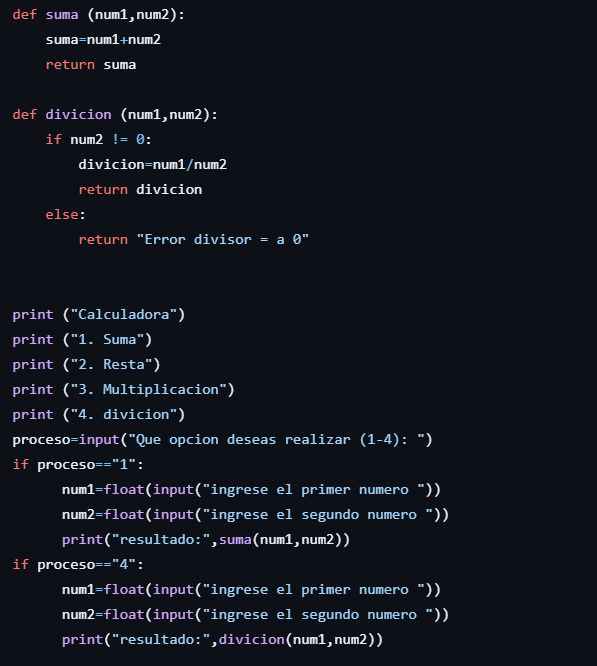 def suma (num1,num2):
    suma=num1+num2
    return suma

def divicion (num1,num2):
    if num2 != 0:
        divicion=num1/num2
        return divicion
    else:
        return "Error divisor = a 0"


print ("Calculadora")
print ("1. Suma")
print ("2. Resta")
print ("3. Multiplicacion")
print ("4. divicion")
proceso=input("Que opcion deseas realizar (1-4): ")
if proceso=="1":
      num1=float(input("ingrese el primer numero "))
      num2=float(input("ingrese el segundo numero "))
      print("resultado:",suma(num1,num2))
if proceso=="4":
      num1=float(input("ingrese el primer numero "))
      num2=float(input("ingrese el segundo numero "))
      print("resultado:",divicion(num1,num2))